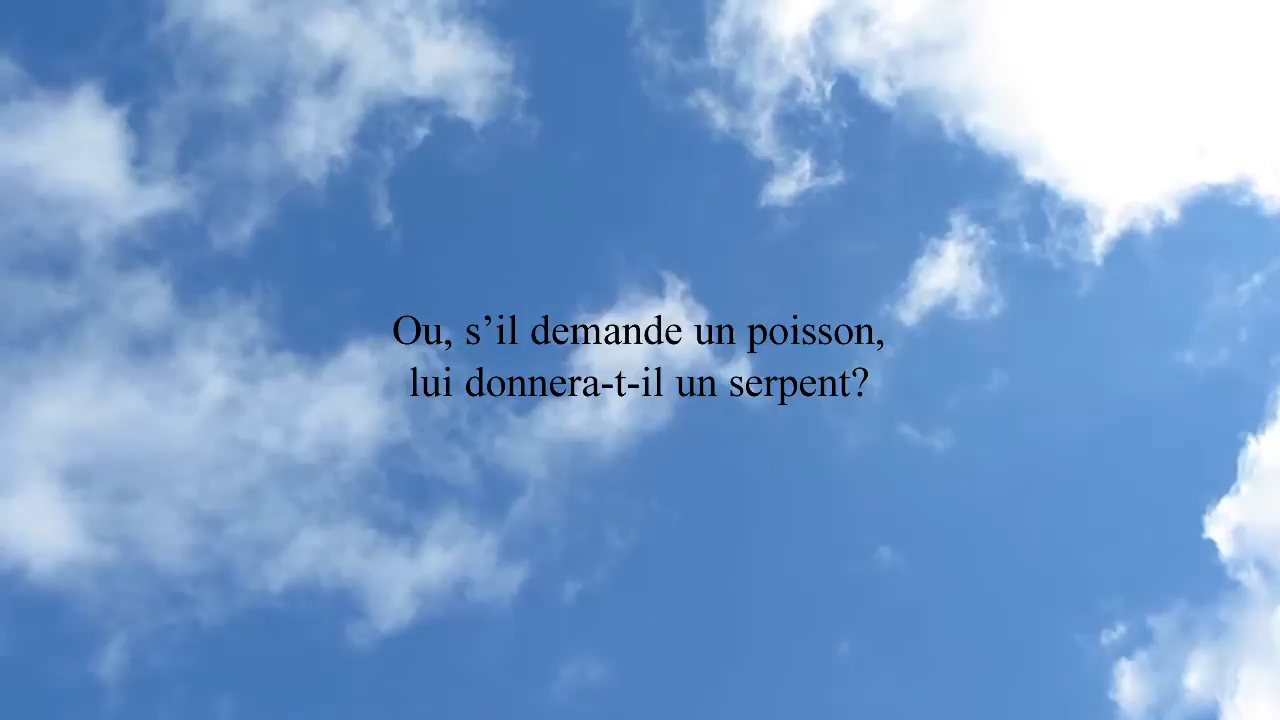 Ou, s’il demande un poisson,
lui donnera-t-il un serpent?